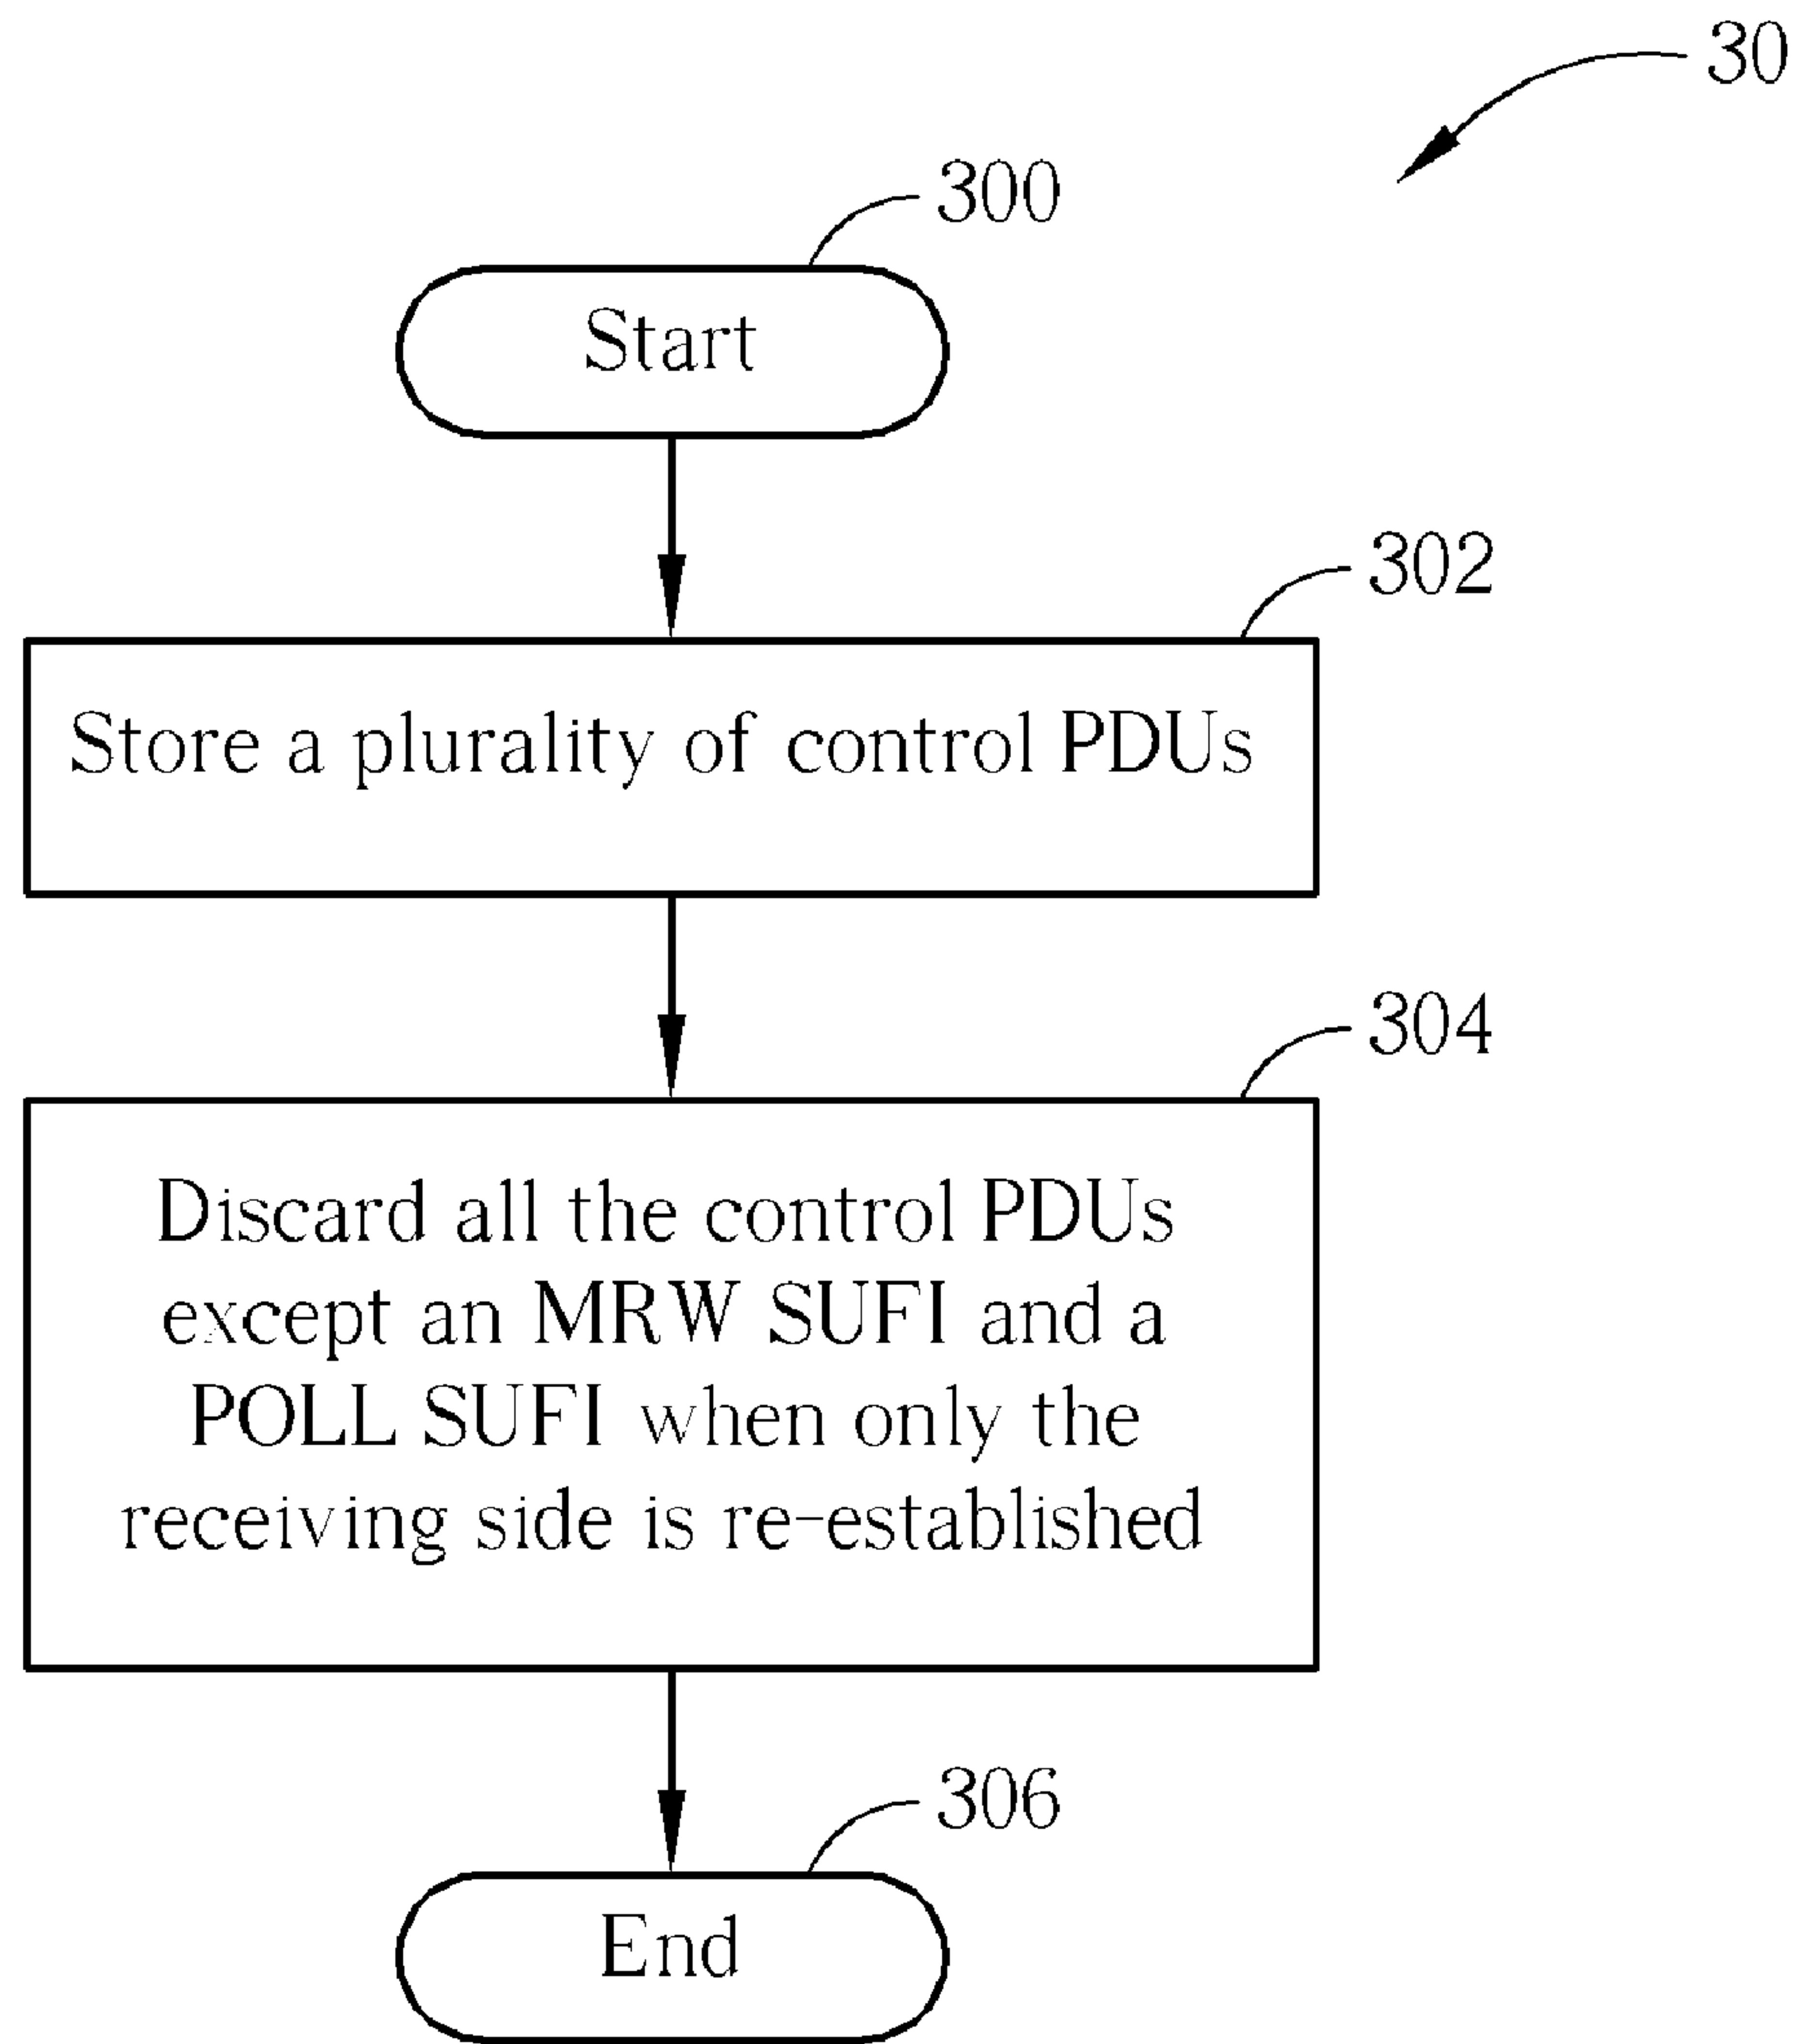 30
300
Start
302
Store a plurality of control PDUs
304
Discard all the control PDUs
except an MRW SUFI and a
POLL SUFI when only the
receiving side is re-established
306
End